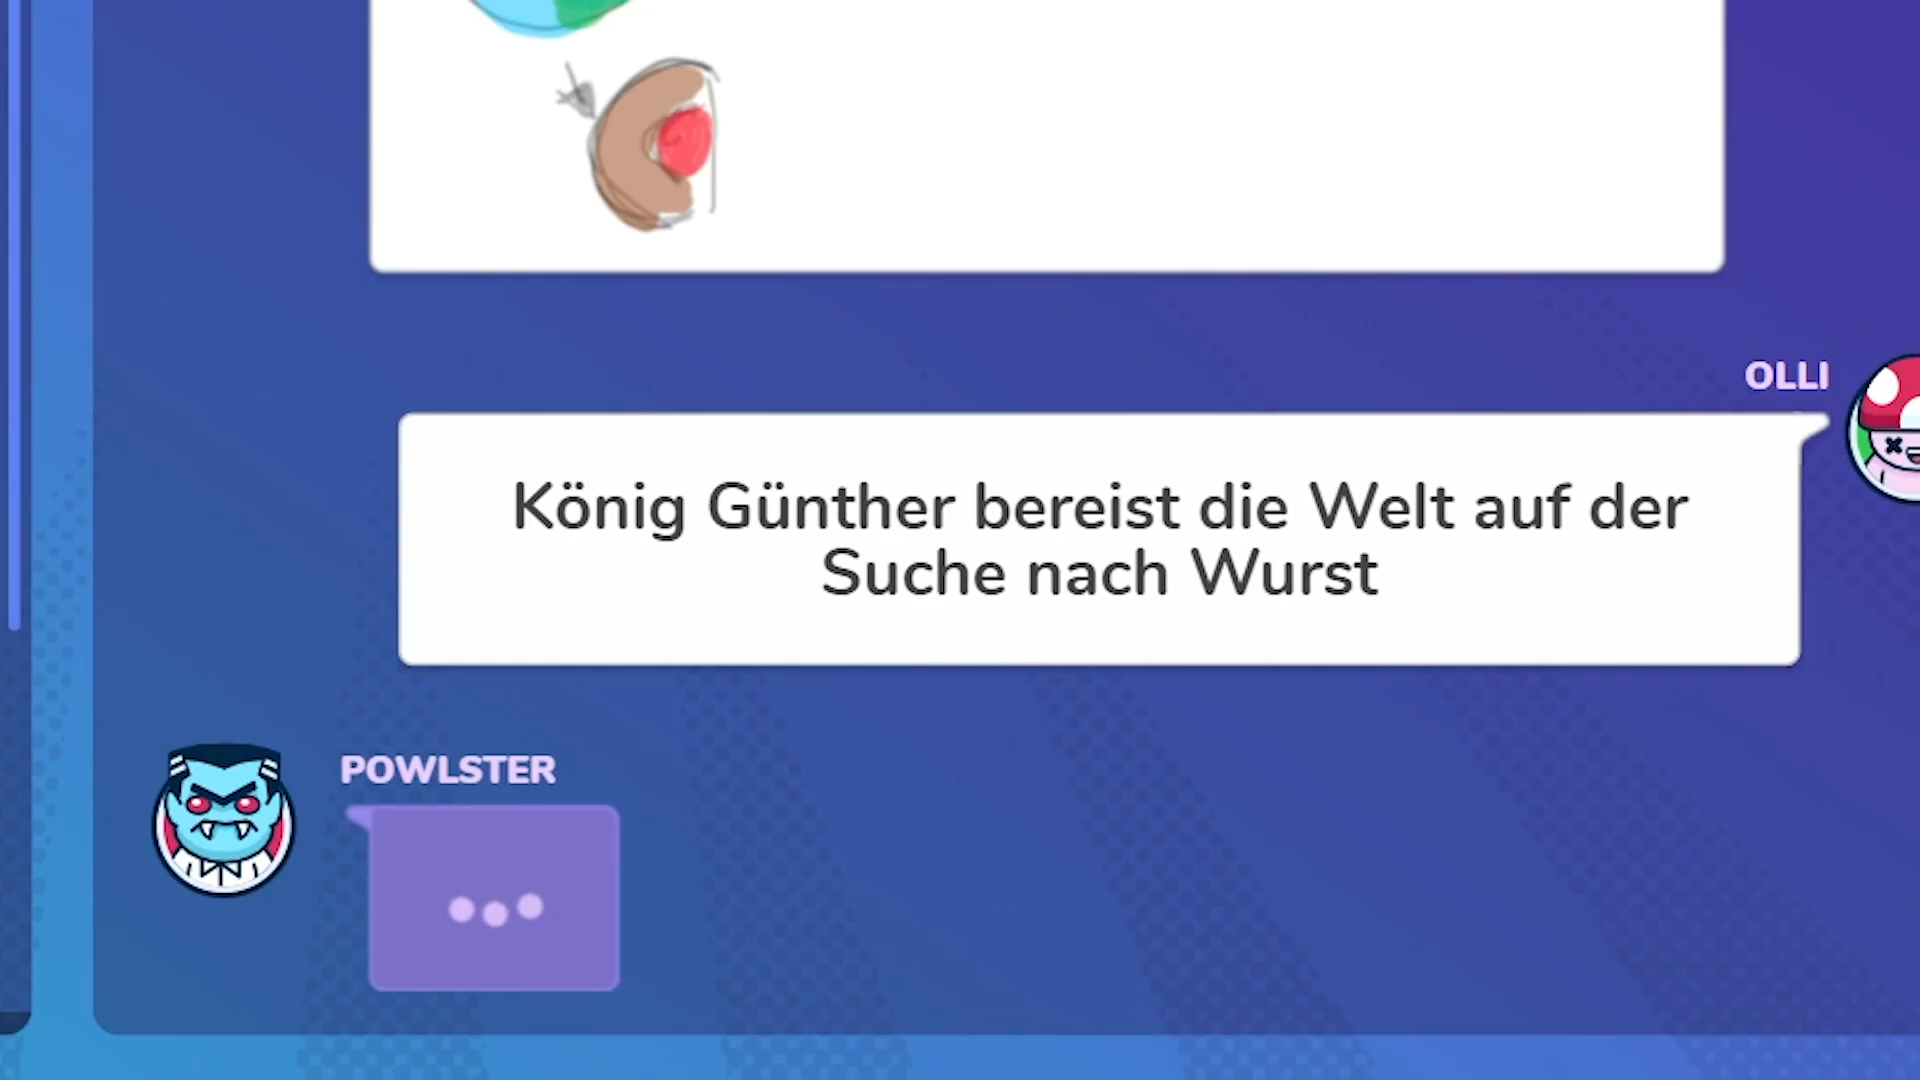 OLLI
König Günther bereist die Welt auf der
Suche nach Wurst
POWLSTER